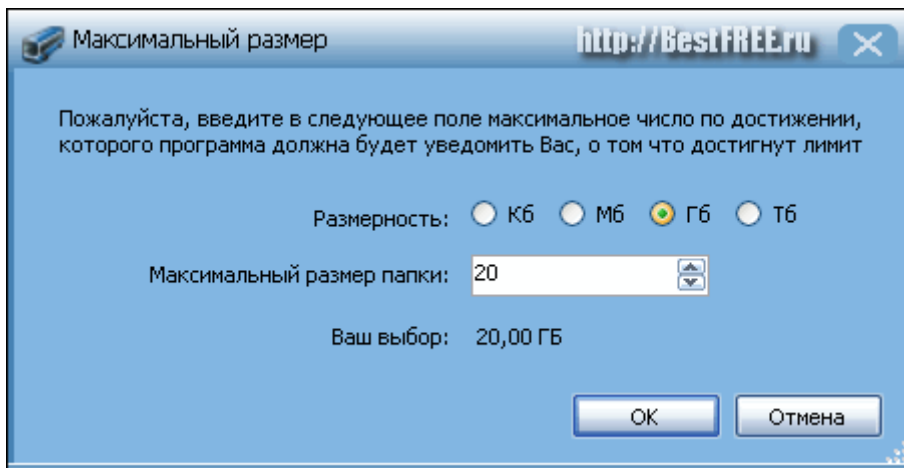 Максимальный размер
http://BestFREE.ru
Пожалуйста, введите в следующее поле максимальное число по достижении,
которого программа должна будет уведомить Вас, о том что достигнут лимит
Размерность: Кб Мб Гб Тб
Максимальный размер папки: 20
Ваш выбор: 20,00 ГБ
OK Отмена